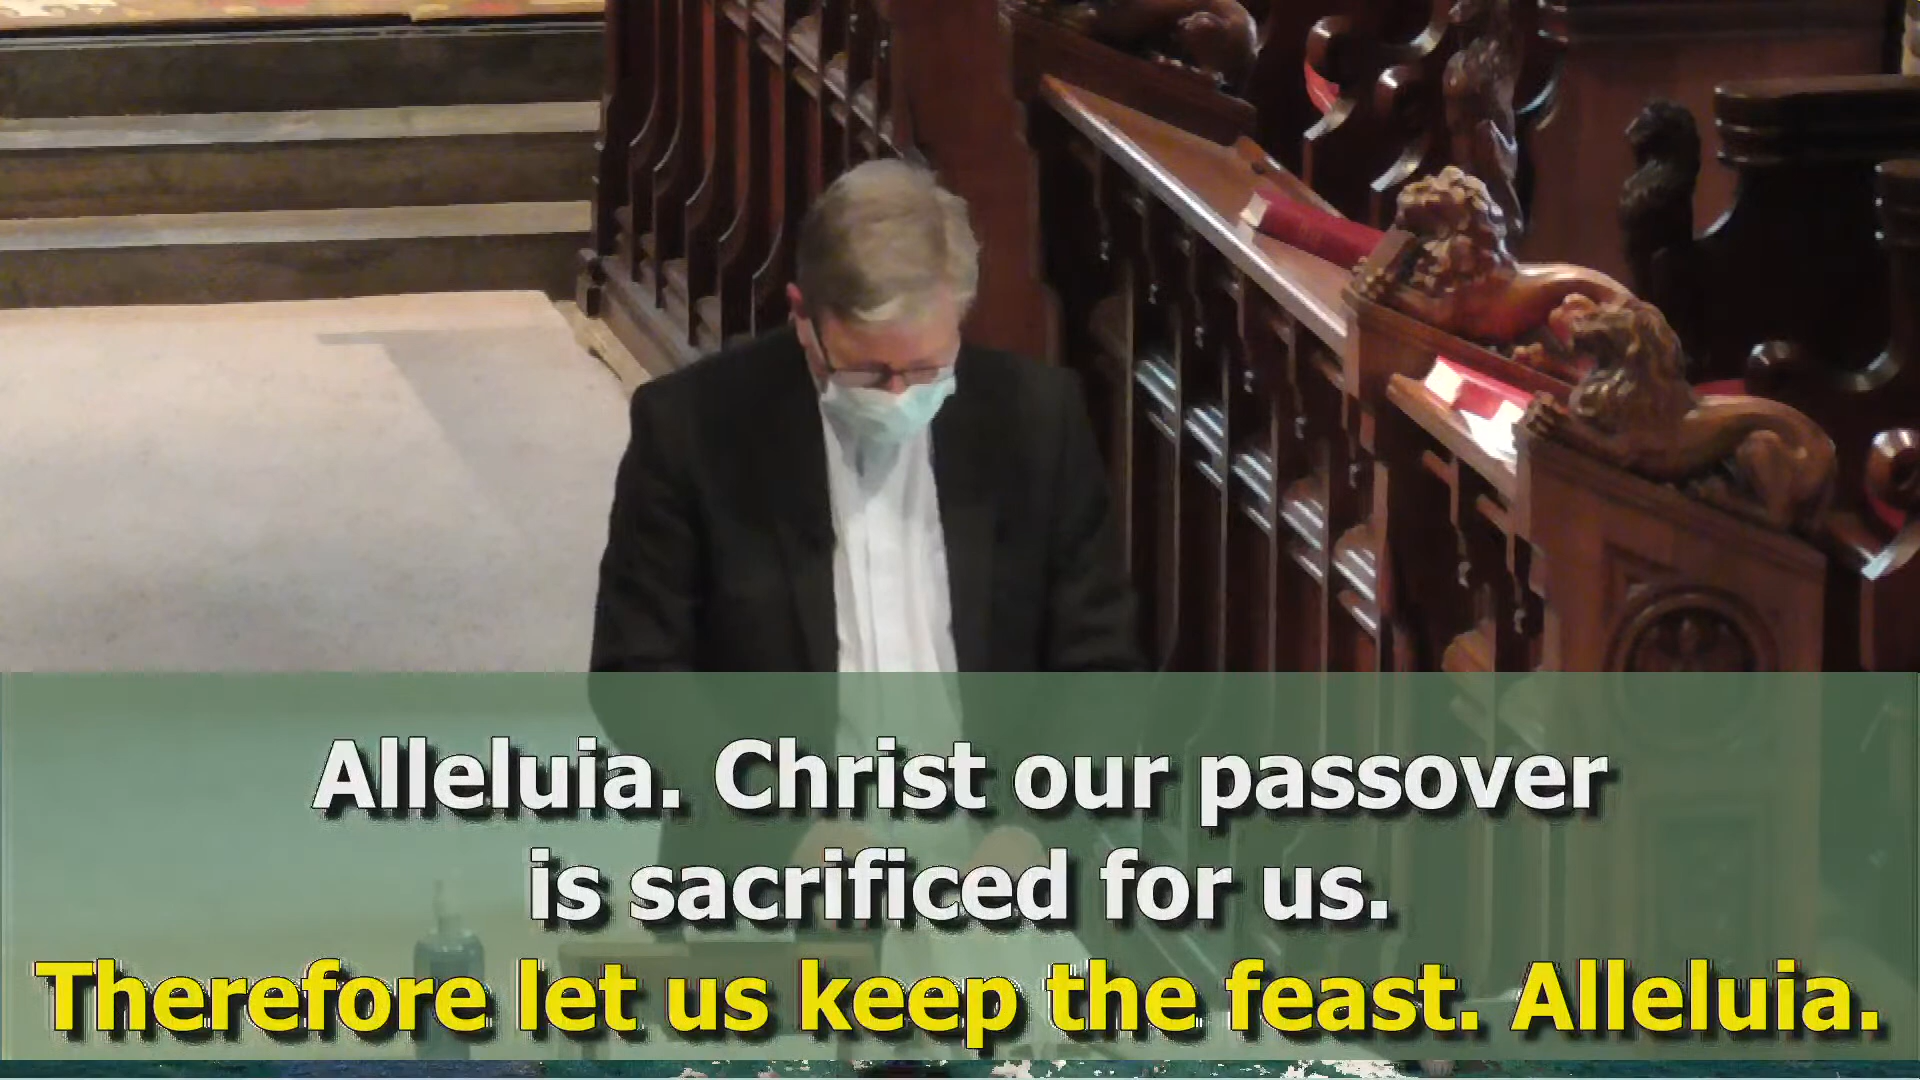 Alleluia. Christ our passover
is sacrificed for us.
Therefore let us keep the feast. Alleluia.